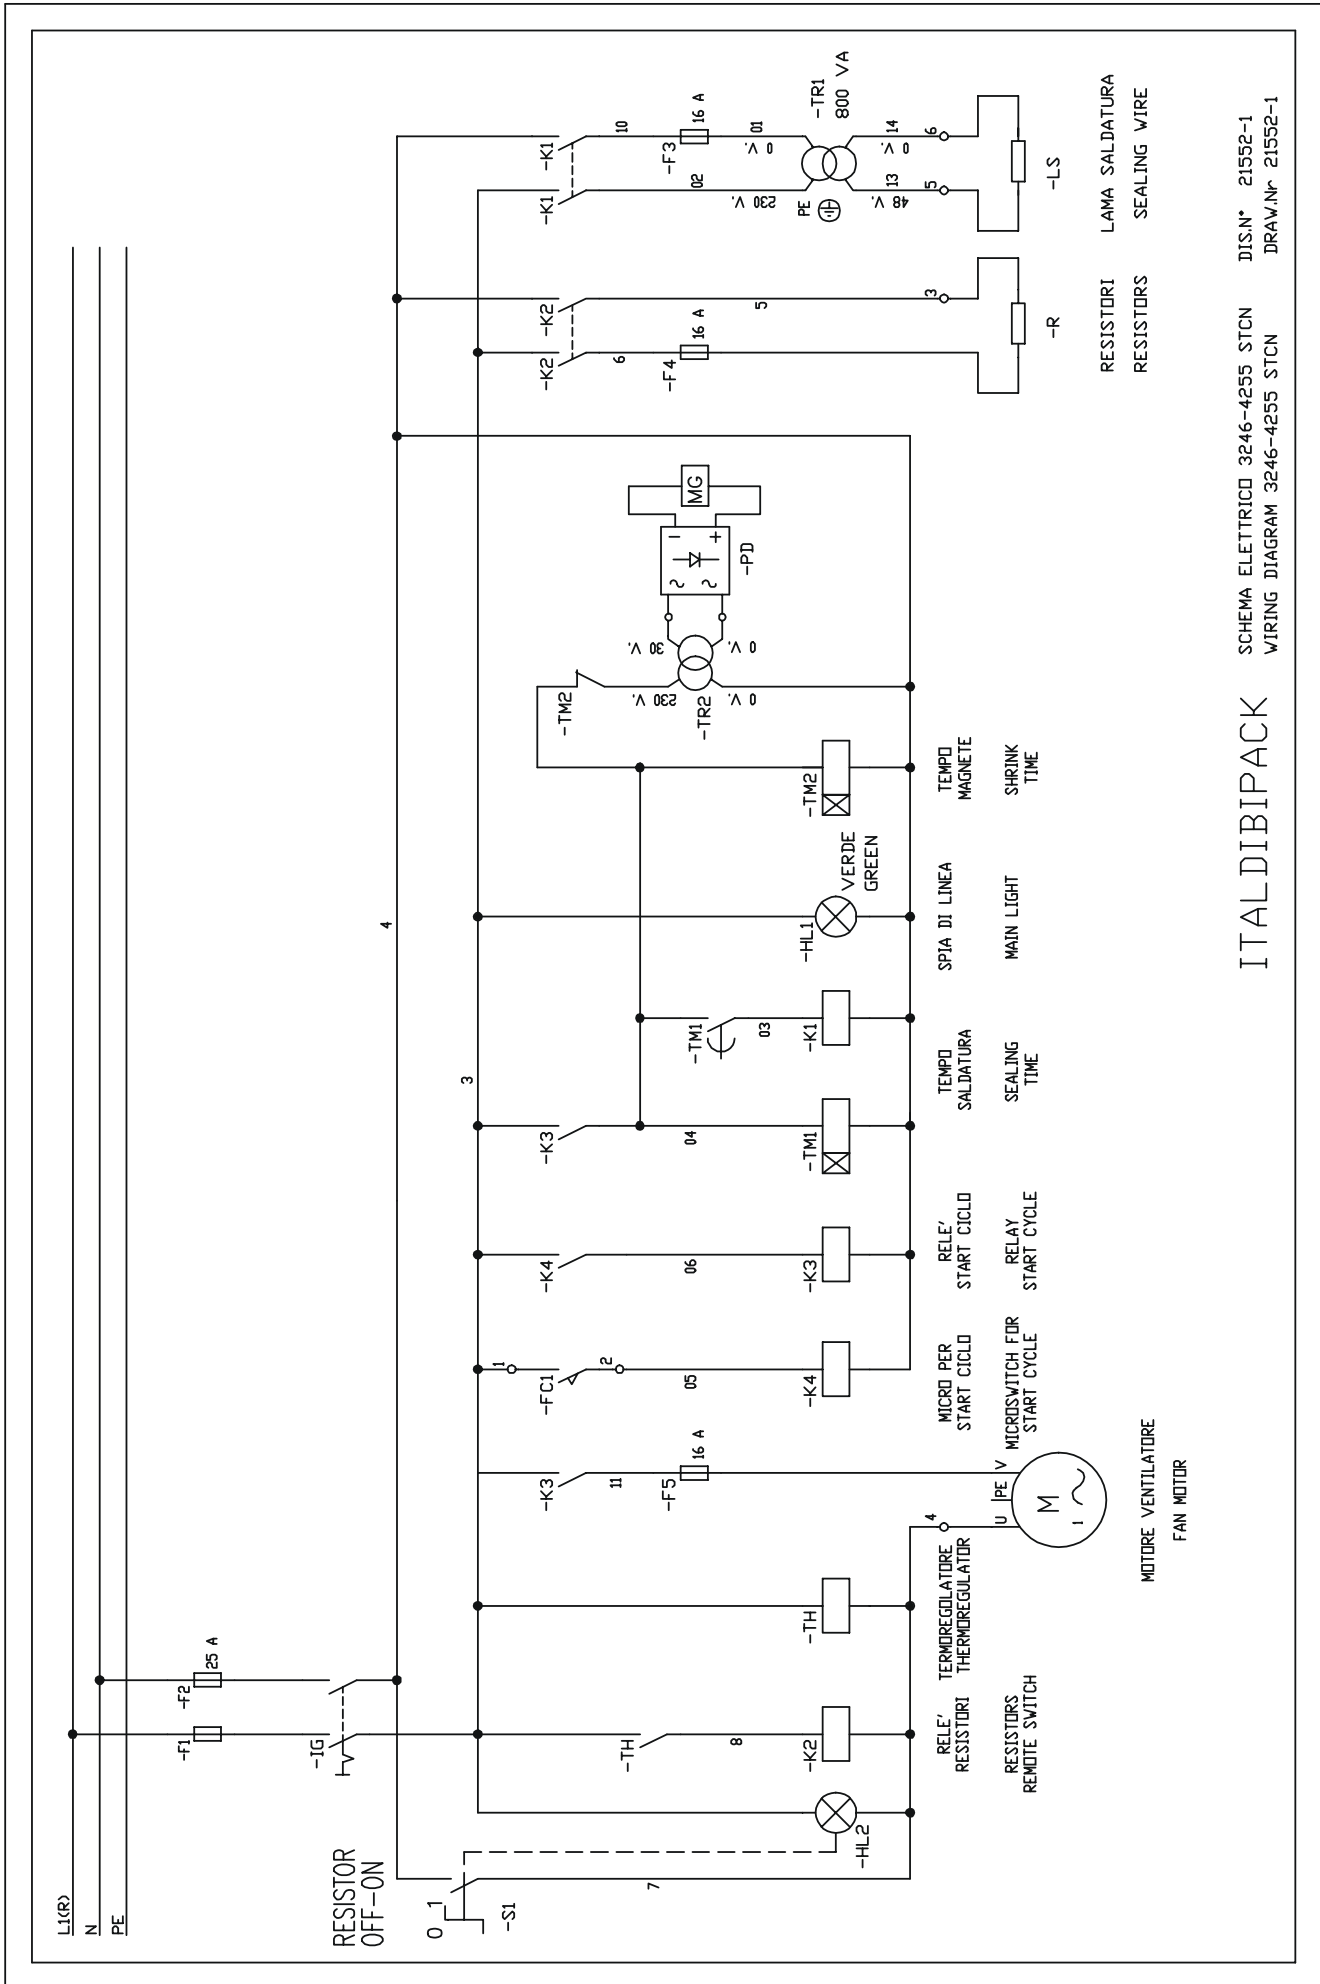 L1(R)
N
PE
-F1
-F2
25 A
-IG
RESISTOR
OFF-ON
0 1
-S1
7
-HL2
3
4
-TH
8
-K2
RELE'
RESISTORI
RESISTORS
REMOTE SWITCH
-TH
TERMOREGOLATORE
THERMOREGULATOR
-K3
11
-F5
16 A
4
U
PE
V
M
1
MOTORE VENTILATORE
FAN MOTOR
-FC1
1
2
05
-K4
MICRO PER
START CICLO
MICROSWITCH FOR
START CYCLE
-K4
06
-K3
RELE'
START CICLO
RELAY
START CYCLE
-K3
04
-TM1
-TM1
03
-K1
TEMPO
SALDATURA
SEALING
TIME
-HL1
VERDE
GREEN
SPIA DI LINEA
MAIN LIGHT
-TM2
TEMPO
MAGNETE
SHRINK
TIME
-TM2
230 V.
0 V.
-TR2
30 V.
0 V.
-PD
- +
MG
-K2
-K2
6
5
-F4
16 A
3
-R
RESISTORI
RESISTORS
-K1
-K1
10
02
-F3
16 A
01
0 V.
230 V.
-TR1
800 VA
PE
14
0 V.
13
48 V.
6
5
-LS
LAMA SALDATURA
SEALING WIRE
ITALDIBIPACK
SCHEMA ELETTRICO 3246-4255 STCN DIS.N° 21552-1
WIRING DIAGRAM 3246-4255 STCN DRAW.Nr 21552-1